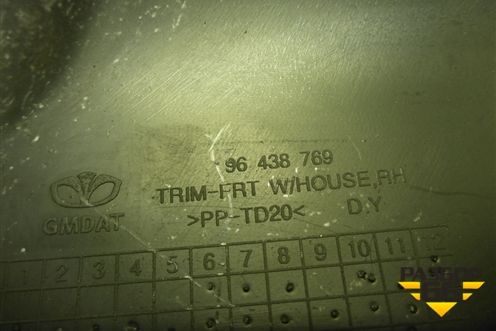 96 438 769
TRIM-FRT W/HOUSE, RH
GMDAT >PP-TD20< D.Y
1 2 3 4 5 6 7 8 9 10 11 12